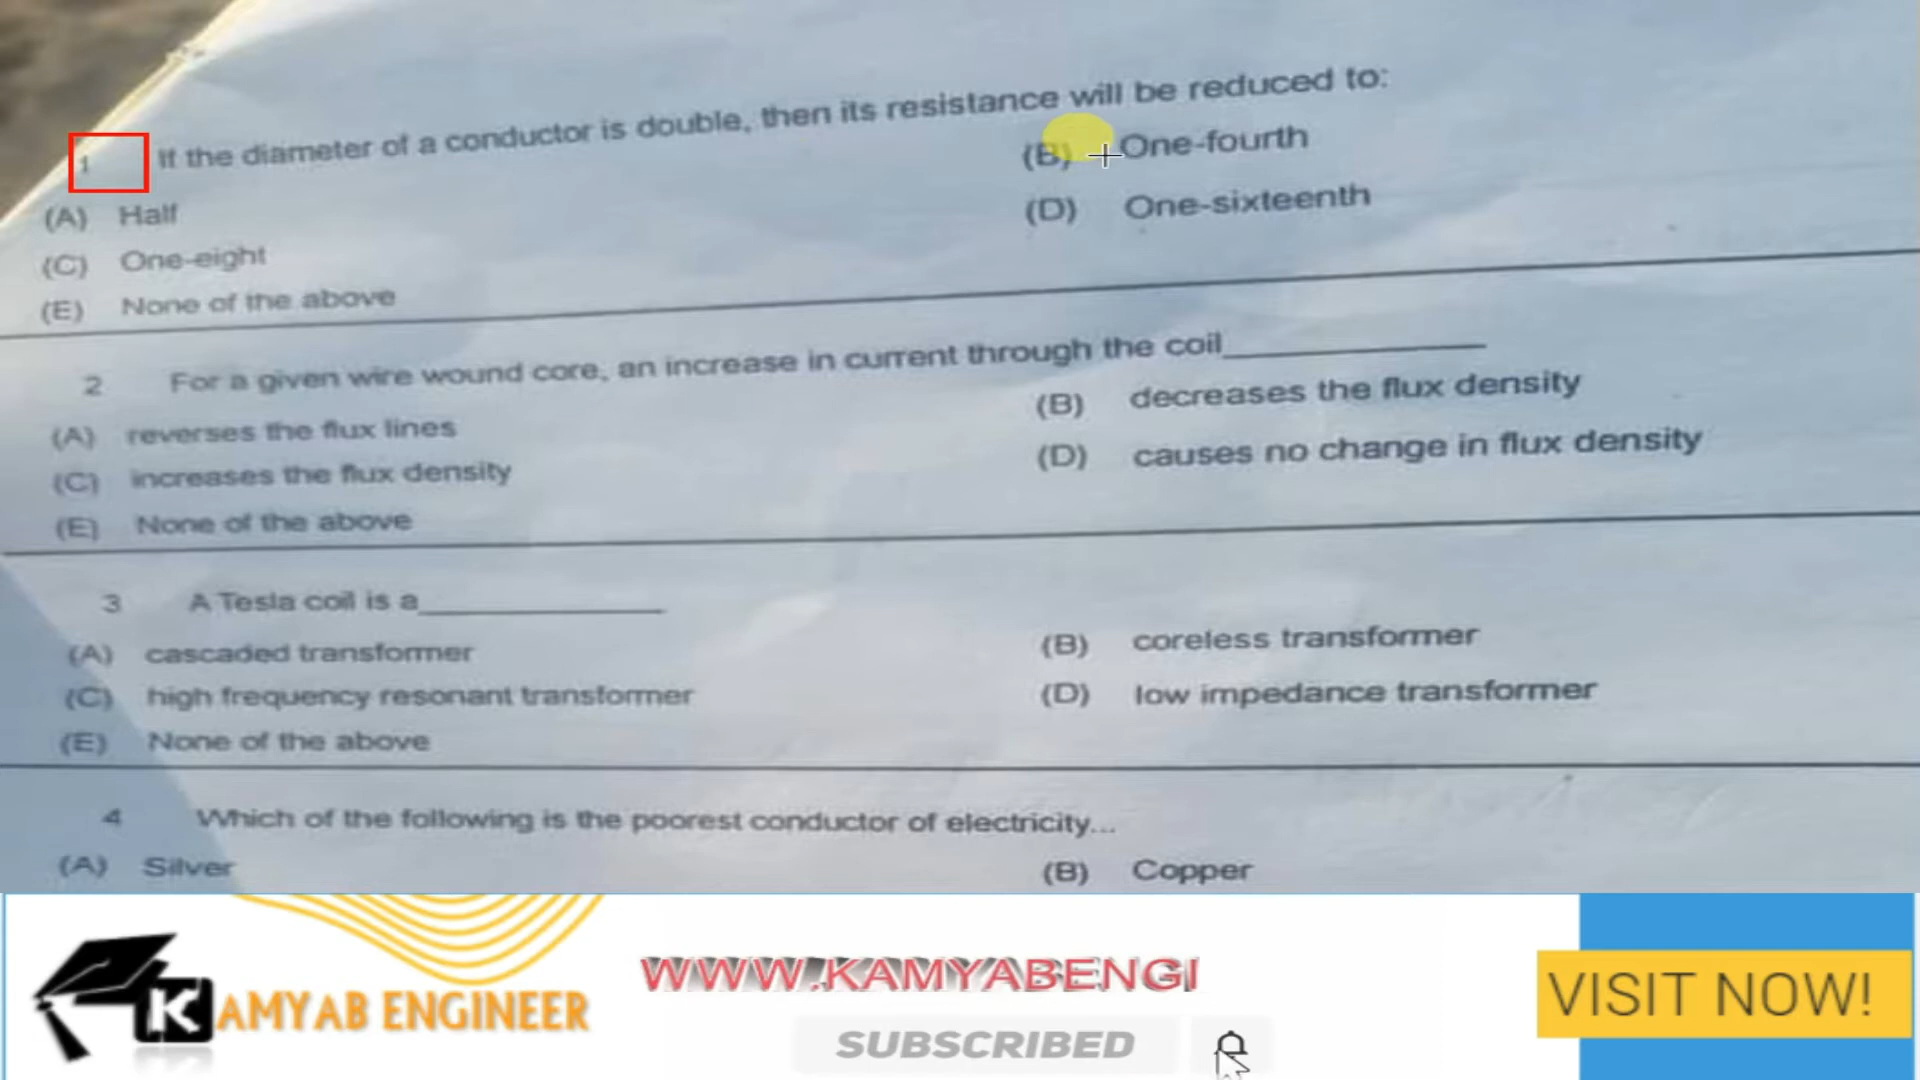 1 If the diameter of a conductor is double, then its resistance will be reduced to:
(A) Half (B) One-fourth
(C) One-eight (D) One-sixteenth
(E) None of the above
2 For a given wire wound core, an increase in current through the coil____________
(A) reverses the flux lines (B) decreases the flux density
(C) increases the flux density (D) causes no change in flux density
(E) None of the above
3 A Tesla coil is a____________
(A) cascaded transformer (B) coreless transformer
(C) high frequency resonant transformer (D) low impedance transformer
(E) None of the above
4 Which of the following is the poorest conductor of electricity...
(A) Silver (B) Copper
KAMYAB ENGINEER
WWW.KAMYABENGI
SUBSCRIBED
VISIT NOW!